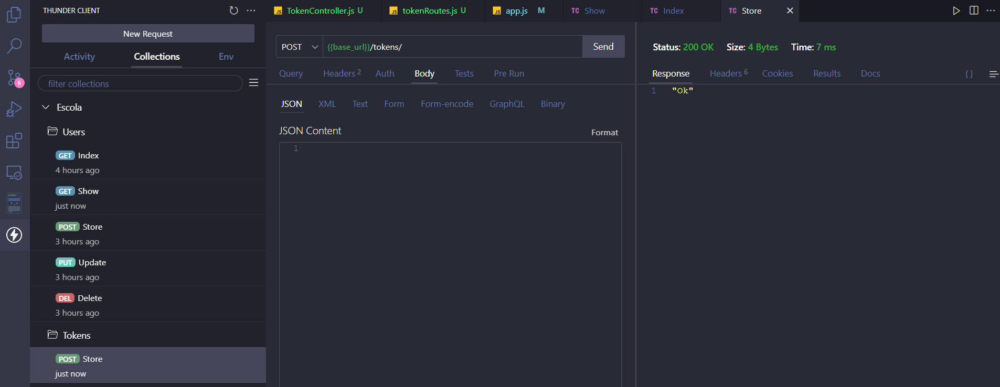 THUNDER CLIENT
New Request
Activity Collections Env
filter collections
Escola
Users
GET Index
4 hours ago
GET Show
just now
POST Store
3 hours ago
PUT Update
3 hours ago
DEL Delete
3 hours ago
Tokens
POST Store
just now
6
JS TokenController.js U JS tokenRoutes.js U JS app.js M TC Show TC Index TC Store
POST {{base_url}}/tokens/ Send
Query Headers 2 Auth Body Tests Pre Run
JSON XML Text Form Form-encode GraphQL Binary
JSON Content Format
1
Status: 200 OK Size: 4 Bytes Time: 7 ms
Response Headers 6 Cookies Results Docs {}
1 "Ok"